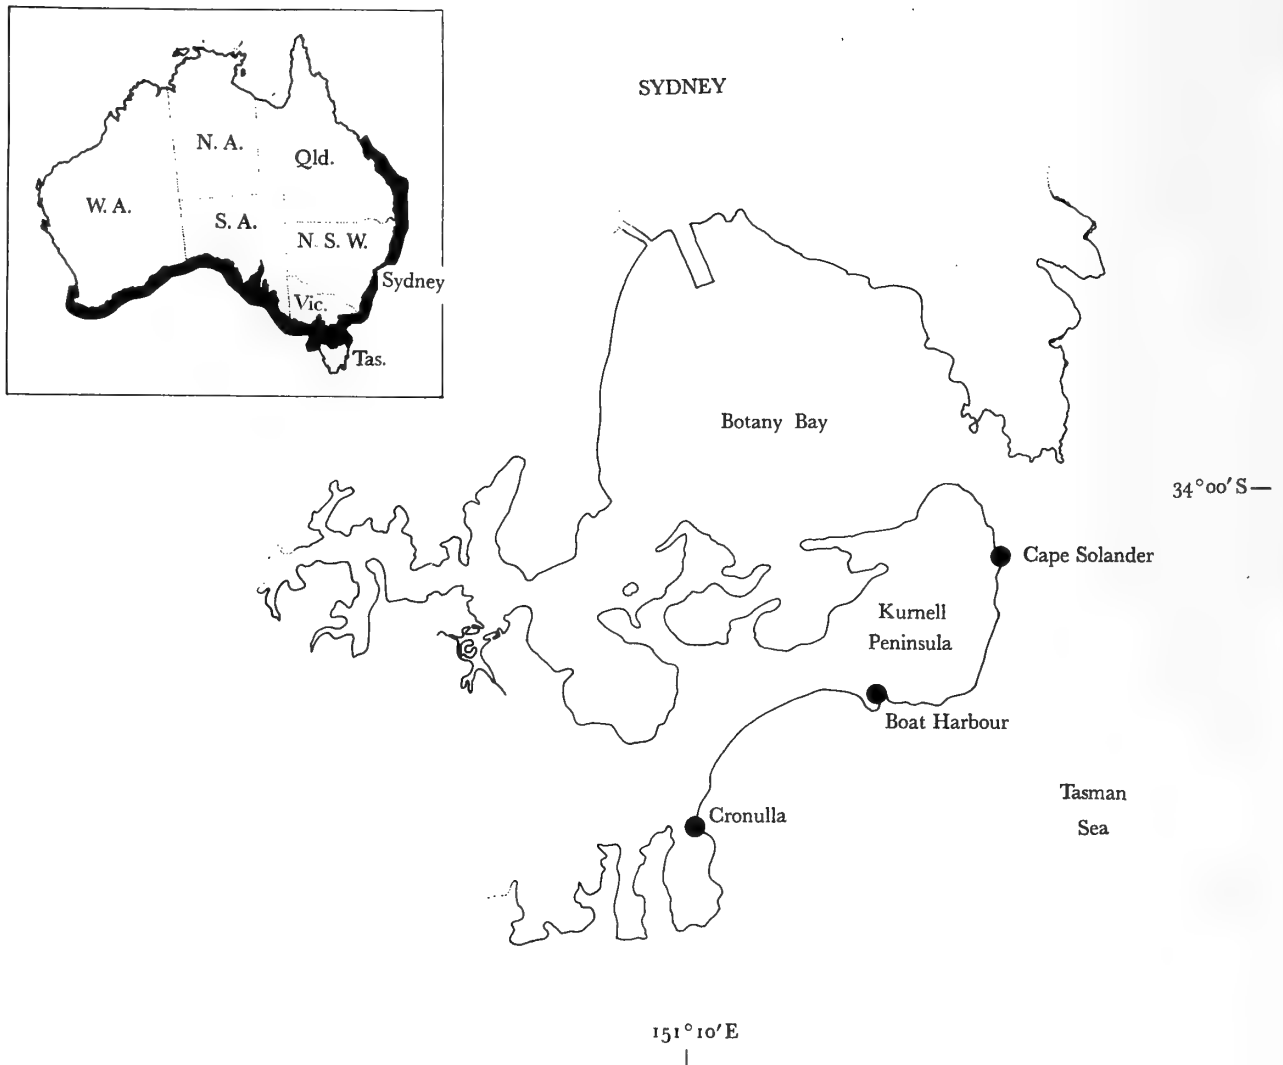 SYDNEY
N. A.
Qld.
W. A.
S. A.
N. S. W.
Sydney
Vic.
Tas.
Botany Bay
34°00′ S—
Cape Solander
Kurnell
Peninsula
Boat Harbour
Tasman
Sea
Cronulla
151°10′ E